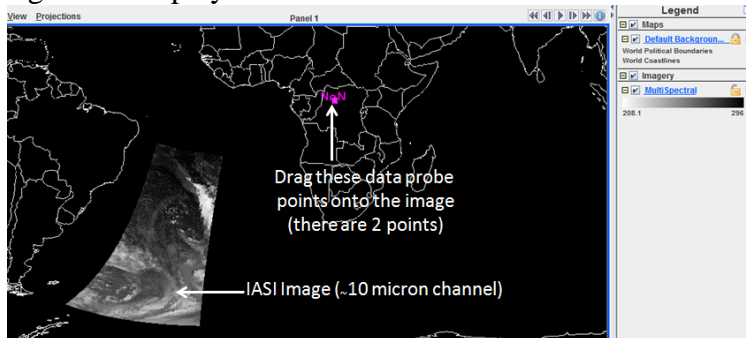 View Projections
Panel 1
Legend
Maps
Default Backgroun...
World Political Boundaries
World Coastlines
Imagery
MultiSpectral
208.1 296
NaN
Drag these data probe
points onto the image
(there are 2 points)
IASI Image (~10 micron channel)